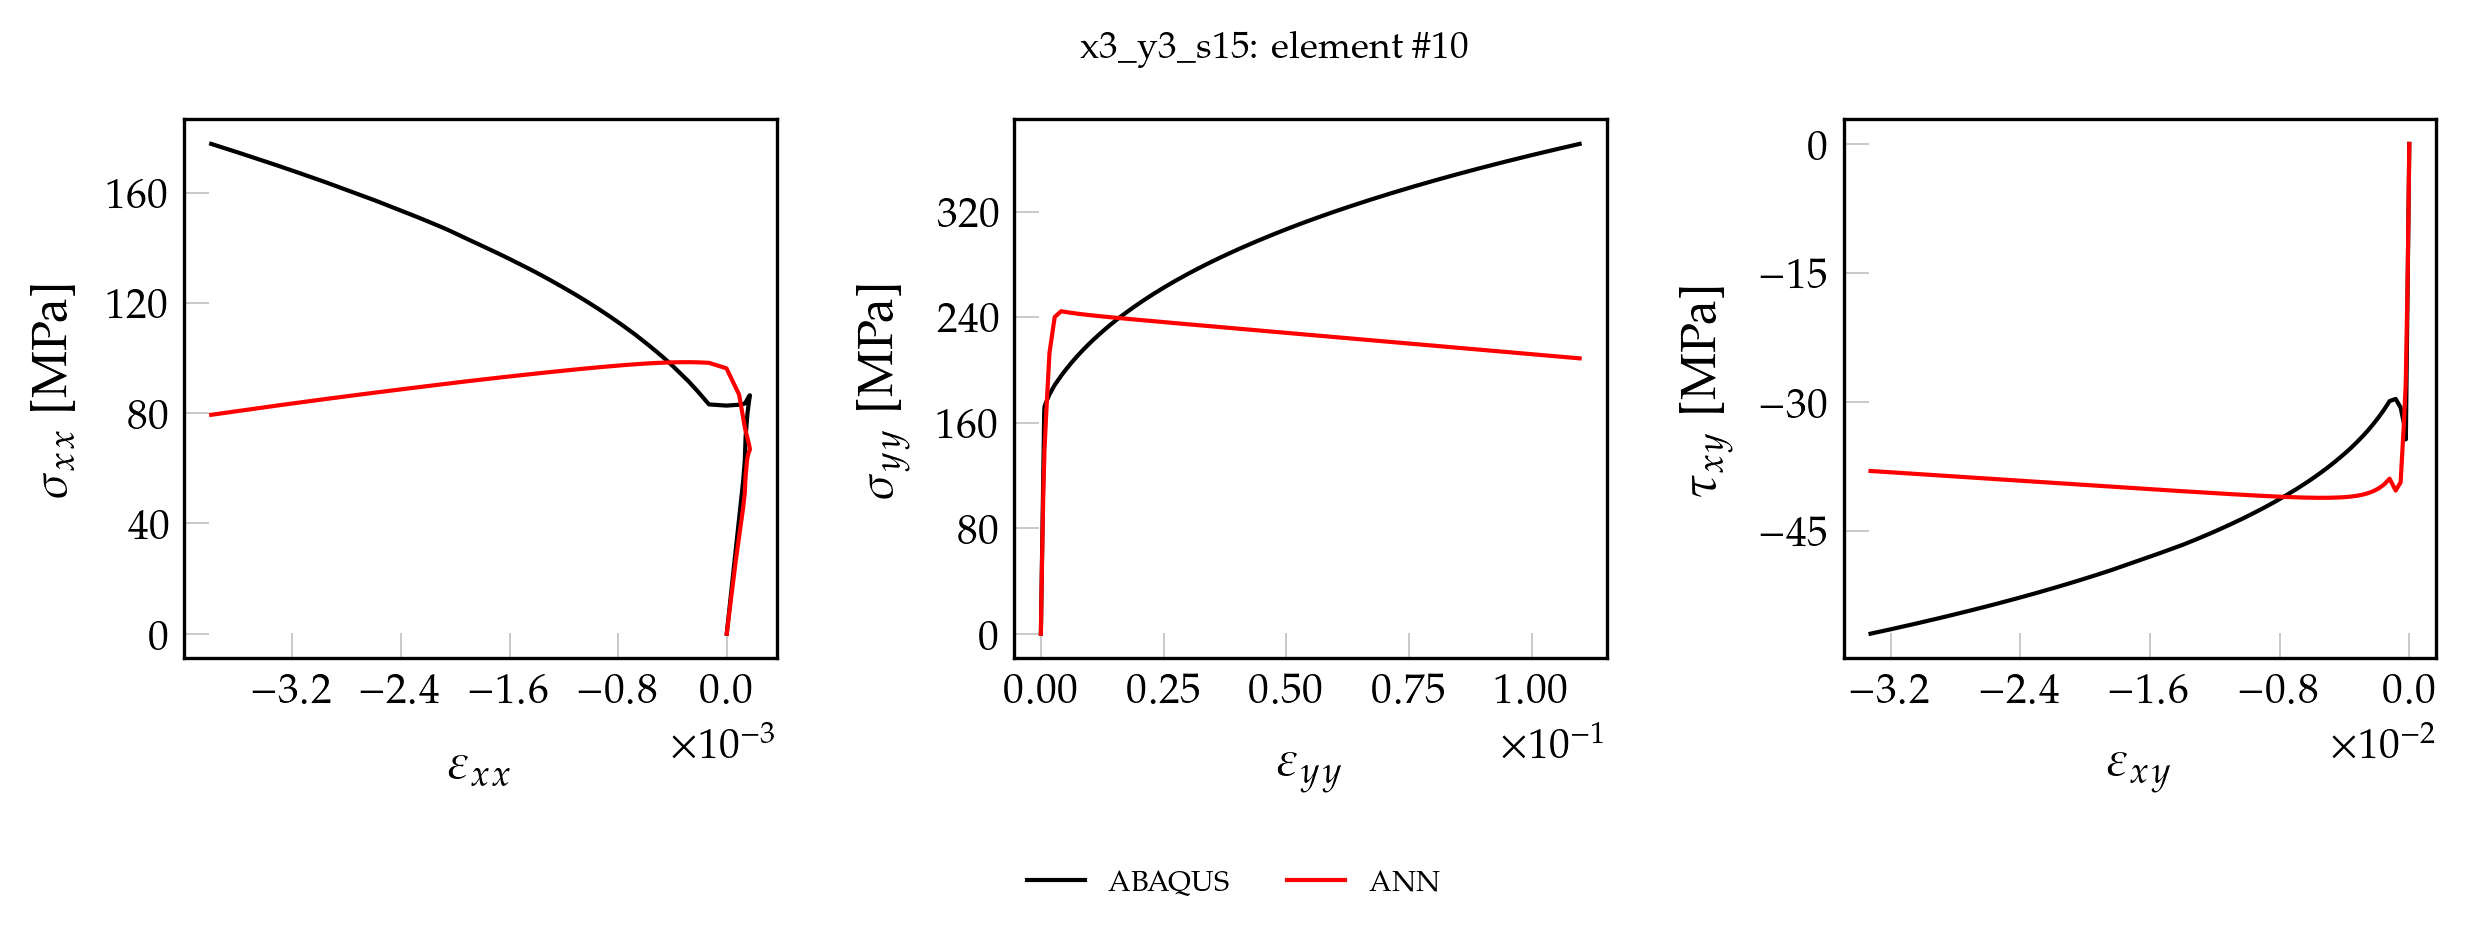 x3_y3_s15: element #10
σxx [MPa]
160
120
80
40
0
−3.2 −2.4 −1.6 −0.8 0.0
×10−3
εxx
σyy [MPa]
320
240
160
80
0
0.00 0.25 0.50 0.75 1.00
×10−1
εyy
τxy [MPa]
0
−15
−30
−45
−3.2 −2.4 −1.6 −0.8 0.0
×10−2
εxy
ABAQUS ANN